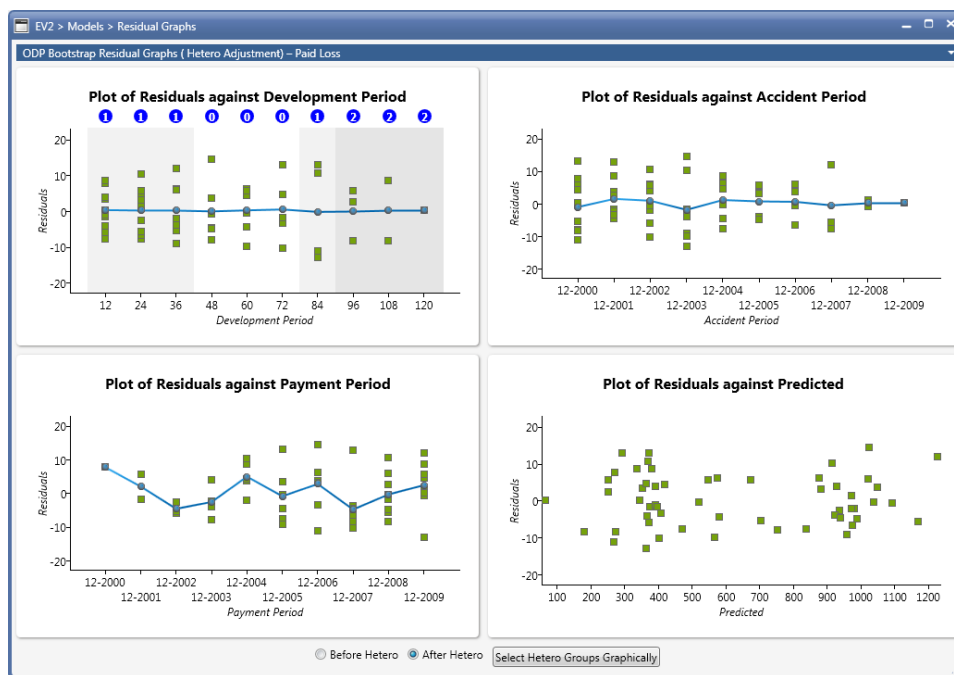 EV2 > Models > Residual Graphs
ODP Bootstrap Residual Graphs ( Hetero Adjustment) – Paid Loss
Plot of Residuals against Development Period
1 1 1 0 0 0 1 2 2 2
20
10
0
-10
-20
Residuals
12 24 36 48 60 72 84 96 108 120
Development Period
Plot of Residuals against Accident Period
20
10
0
-10
-20
Residuals
12-2000 12-2002 12-2004 12-2006 12-2008
12-2001 12-2003 12-2005 12-2007 12-2009
Accident Period
Plot of Residuals against Payment Period
20
10
0
-10
-20
Residuals
12-2000 12-2002 12-2004 12-2006 12-2008
12-2001 12-2003 12-2005 12-2007 12-2009
Payment Period
Plot of Residuals against Predicted
20
10
0
-10
-20
Residuals
100 200 300 400 500 600 700 800 900 1000 1100 1200
Predicted
Before Hetero After Hetero Select Hetero Groups Graphically